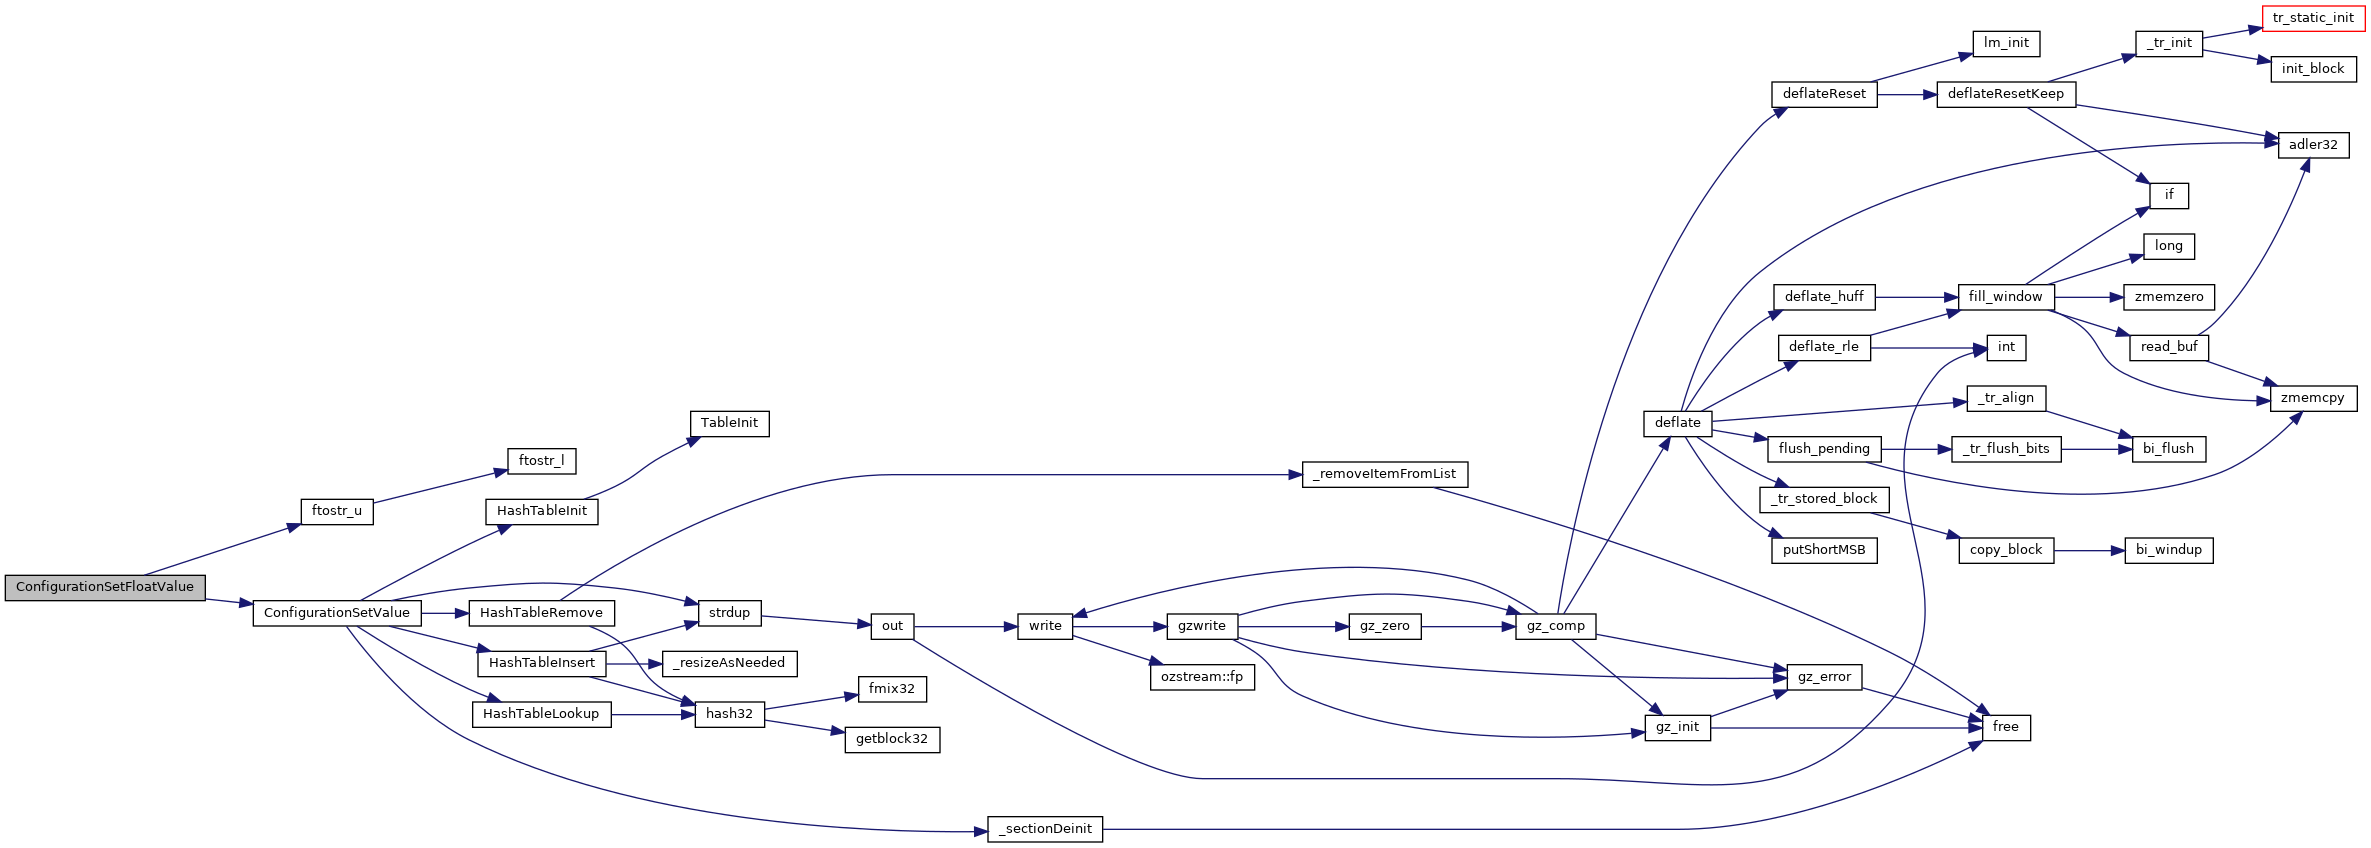 tr_static_init
lm_init
_tr_init
init_block
deflateReset
deflateResetKeep
adler32
if
long
deflate_huff
fill_window
zmemzero
deflate_rle
int
read_buf
_tr_align
zmemcpy
TableInit
deflate
flush_pending
_tr_flush_bits
bi_flush
ftostr_l
_removeItemFromList
_tr_stored_block
ftostr_u
HashTableInit
putShortMSB
copy_block
bi_windup
ConfigurationSetFloatValue
ConfigurationSetValue
HashTableRemove
strdup
out
write
gzwrite
gz_zero
gz_comp
HashTableInsert
_resizeAsNeeded
ozstream::fp
gz_error
fmix32
HashTableLookup
hash32
gz_init
free
getblock32
_sectionDeinit